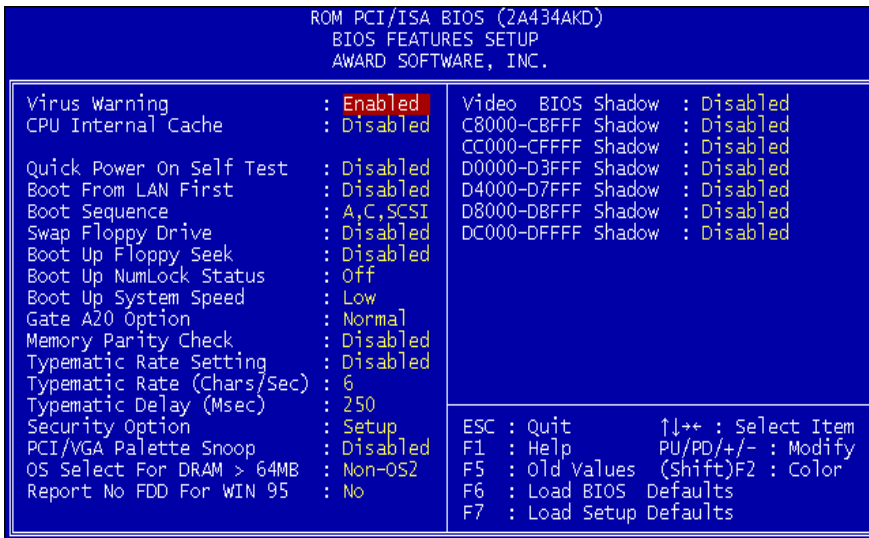 ROM PCI/ISA BIOS (2A434AKD)
BIOS FEATURES SETUP
AWARD SOFTWARE, INC.
Virus Warning : Enabled
CPU Internal Cache : Disabled
Quick Power On Self Test : Disabled
Boot From LAN First : Disabled
Boot Sequence : A,C,SCSI
Swap Floppy Drive : Disabled
Boot Up Floppy Seek : Disabled
Boot Up NumLock Status : Off
Boot Up System Speed : Low
Gate A20 Option : Normal
Memory Parity Check : Disabled
Typematic Rate Setting : Disabled
Typematic Rate (Chars/Sec) : 6
Typematic Delay (Msec) : 250
Security Option : Setup
PCI/VGA Palette Snoop : Disabled
OS Select For DRAM > 64MB : Non-OS2
Report No FDD For WIN 95 : No
Video BIOS Shadow : Disabled
C8000-CBFFF Shadow : Disabled
CC000-CFFFF Shadow : Disabled
D0000-D3FFF Shadow : Disabled
D4000-D7FFF Shadow : Disabled
D8000-DBFFF Shadow : Disabled
DC000-DFFFF Shadow : Disabled
ESC : Quit ↑↓→← : Select Item
F1 : Help PU/PD/+/- : Modify
F5 : Old Values (Shift)F2 : Color
F6 : Load BIOS Defaults
F7 : Load Setup Defaults